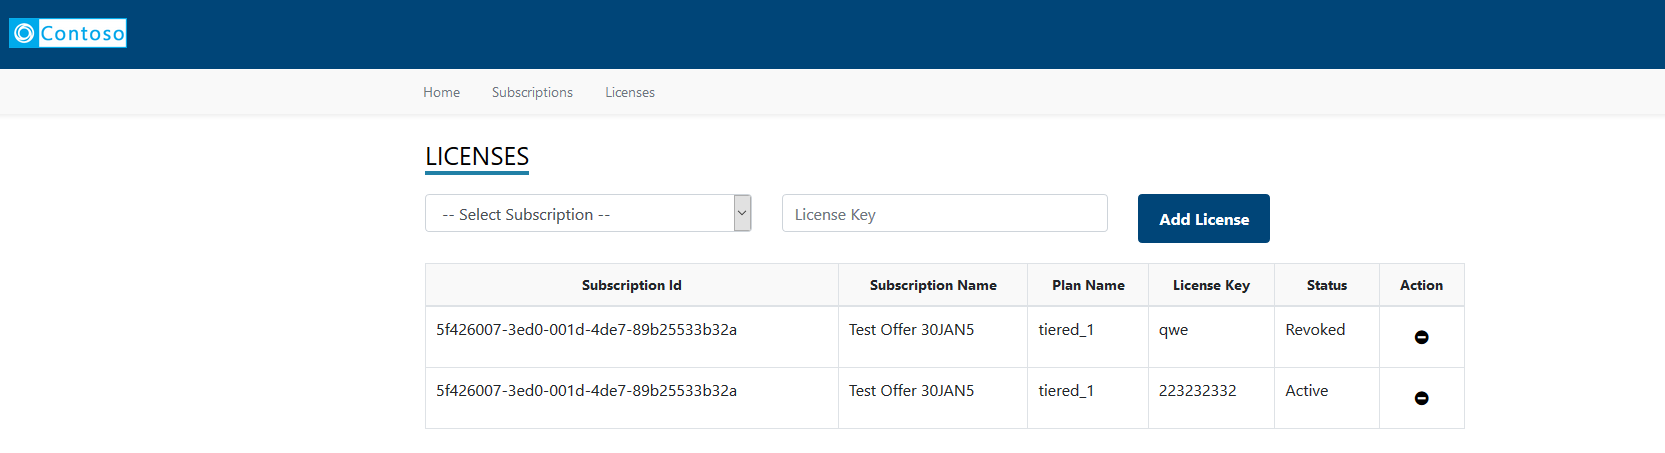 Contoso
Home Subscriptions Licenses
LICENSES
-- Select Subscription -- License Key Add License
Subscription Id Subscription Name Plan Name License Key Status Action
5f426007-3ed0-001d-4de7-89b25533b32a Test Offer 30JAN5 tiered_1 qwe Revoked
5f426007-3ed0-001d-4de7-89b25533b32a Test Offer 30JAN5 tiered_1 223232332 Active